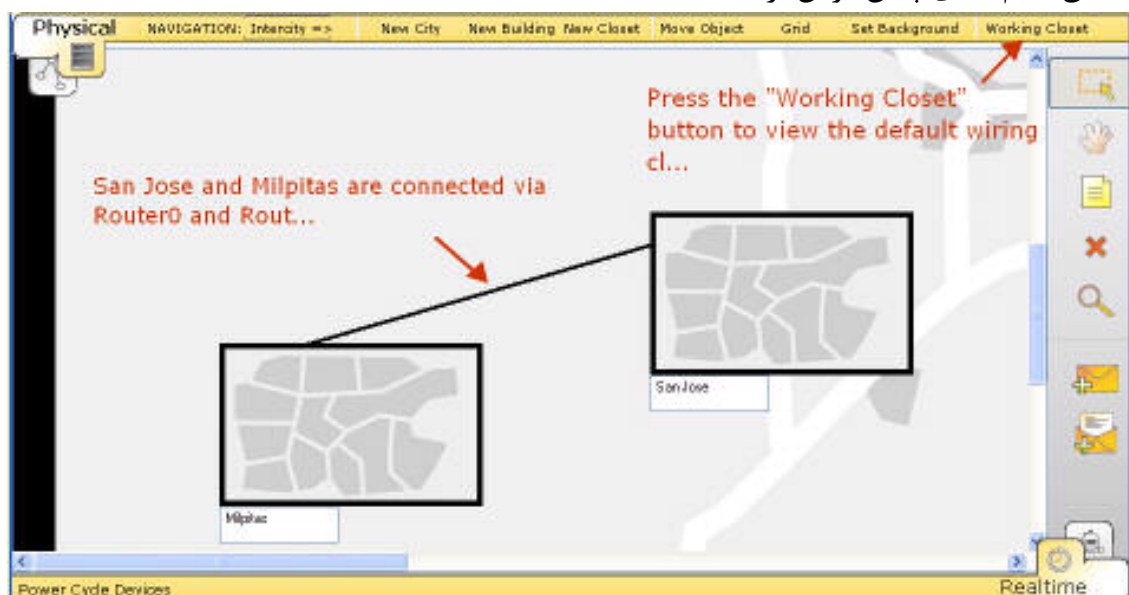 Physical NAVIGATION: Intercity => New City New Building New Closet Move Object Grid Set Background Working Closet
Press the "Working Closet"
button to view the default wiring
cl...
San Jose and Milpitas are connected via
Router0 and Rout...
San Jose
Milpitas
Power Cycle Devices
Realtime